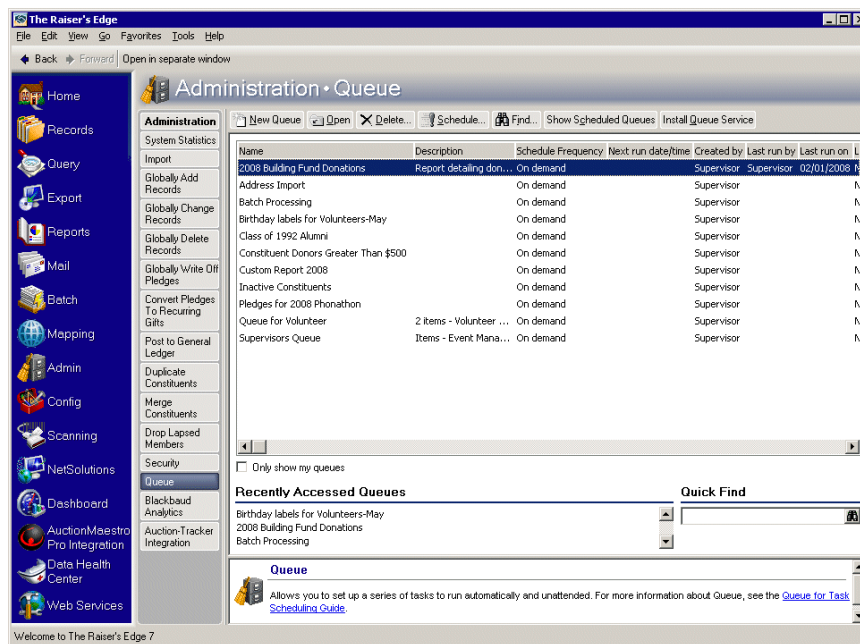 The Raiser's Edge
File Edit View Go Favorites Tools Help
Back Forward Open in separate window
Administration · Queue
Home
Records
Query
Export
Reports
Mail
Batch
Mapping
Admin
Config
Scanning
NetSolutions
Dashboard
AuctionMaestro
Pro Integration
Data Health
Center
Web Services
Administration
System Statistics
Import
Globally Add
Records
Globally Change
Records
Globally Delete
Records
Globally Write Off
Pledges
Convert Pledges
To Recurring
Gifts
Post to General
Ledger
Duplicate
Constituents
Merge
Constituents
Drop Lapsed
Members
Security
Queue
Blackbaud
Analytics
Auction-Tracker
Integration
New Queue Open Delete... Schedule... Find... Show Scheduled Queues Install Queue Service
Name Description Schedule Frequency Next run date/time Created by Last run by Last run on L
2008 Building Fund Donations Report detailing don... On demand Supervisor Supervisor 02/01/2008
Address Import On demand Supervisor N
Batch Processing On demand Supervisor N
Birthday labels for Volunteers-May On demand Supervisor N
Class of 1992 Alumni On demand Supervisor N
Constituent Donors Greater Than $500 On demand Supervisor N
Custom Report 2008 On demand Supervisor N
Inactive Constituents On demand Supervisor N
Pledges for 2008 Phonathon On demand Supervisor N
Queue for Volunteer 2 items - Volunteer ... On demand Supervisor N
Supervisors Queue Items - Event Mana... On demand Supervisor N
Only show my queues
Recently Accessed Queues
Birthday labels for Volunteers-May
2008 Building Fund Donations
Batch Processing
Quick Find
Queue
Allows you to set up a series of tasks to run automatically and unattended. For more information about Queue, see the Queue for Task
Scheduling Guide.
Welcome to The Raiser's Edge 7